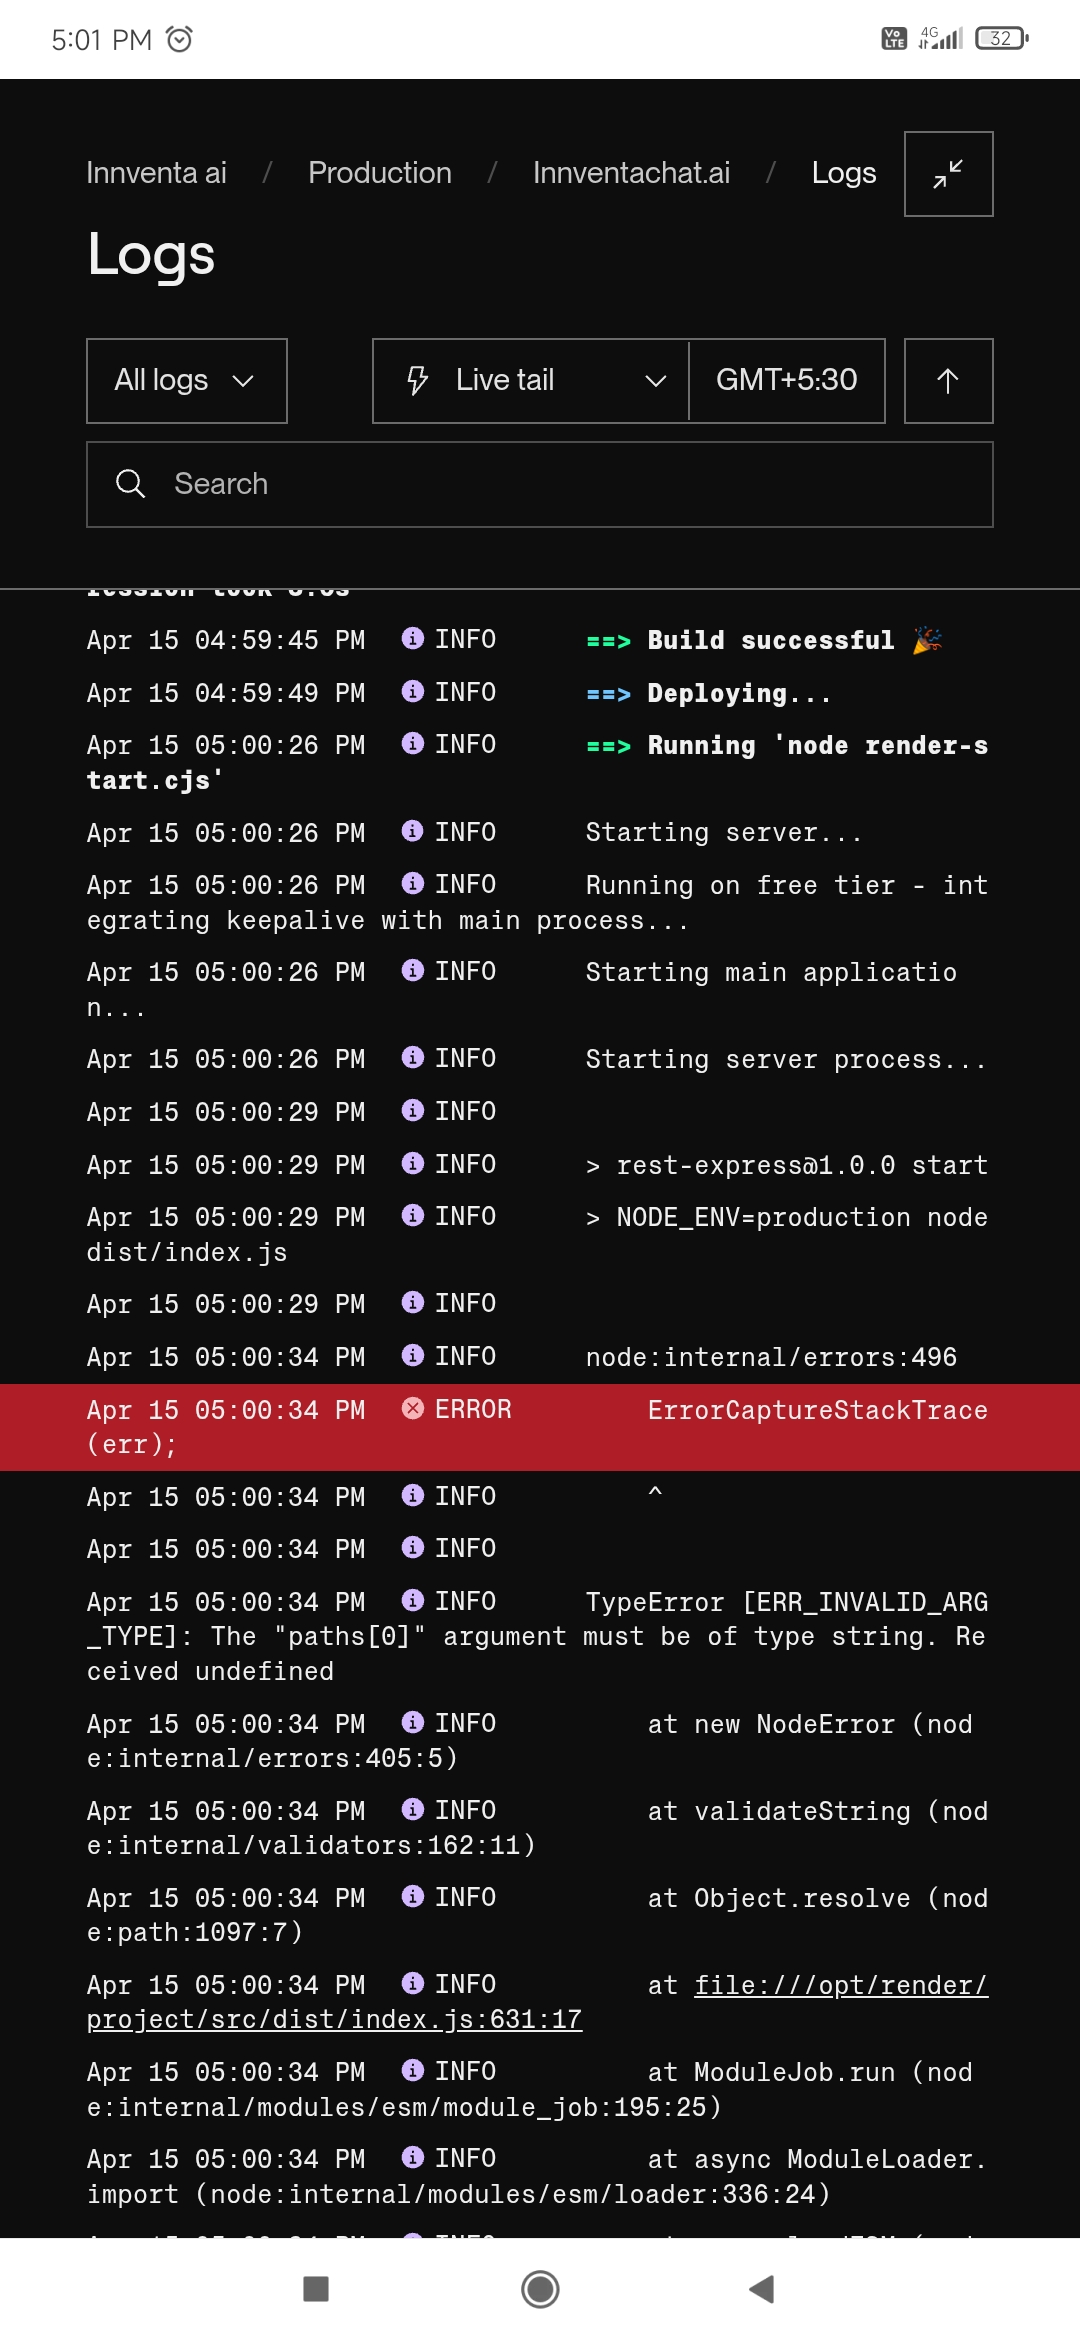 5:01 PM
Vo LTE 4G 32
Innventa ai / Production / Innventachat.ai / Logs
Logs
All logs Live tail GMT+5:30
Search
Apr 15 04:59:45 PM INFO ==> Build successful 🎉
Apr 15 04:59:49 PM INFO ==> Deploying...
Apr 15 05:00:26 PM INFO ==> Running 'node render-s
tart.cjs'
Apr 15 05:00:26 PM INFO Starting server...
Apr 15 05:00:26 PM INFO Running on free tier - int
egrating keepalive with main process...
Apr 15 05:00:26 PM INFO Starting main applicatio
n...
Apr 15 05:00:26 PM INFO Starting server process...
Apr 15 05:00:29 PM INFO
Apr 15 05:00:29 PM INFO > rest-express@1.0.0 start
Apr 15 05:00:29 PM INFO > NODE_ENV=production node
dist/index.js
Apr 15 05:00:29 PM INFO
Apr 15 05:00:34 PM INFO node:internal/errors:496
Apr 15 05:00:34 PM ERROR ErrorCaptureStackTrace
(err);
Apr 15 05:00:34 PM INFO ^
Apr 15 05:00:34 PM INFO
Apr 15 05:00:34 PM INFO TypeError [ERR_INVALID_ARG
_TYPE]: The "paths[0]" argument must be of type string. Re
ceived undefined
Apr 15 05:00:34 PM INFO at new NodeError (nod
e:internal/errors:405:5)
Apr 15 05:00:34 PM INFO at validateString (nod
e:internal/validators:162:11)
Apr 15 05:00:34 PM INFO at Object.resolve (nod
e:path:1097:7)
Apr 15 05:00:34 PM INFO at file:///opt/render/
project/src/dist/index.js:631:17
Apr 15 05:00:34 PM INFO at ModuleJob.run (nod
e:internal/modules/esm/module_job:195:25)
Apr 15 05:00:34 PM INFO at async ModuleLoader.
import (node:internal/modules/esm/loader:336:24)